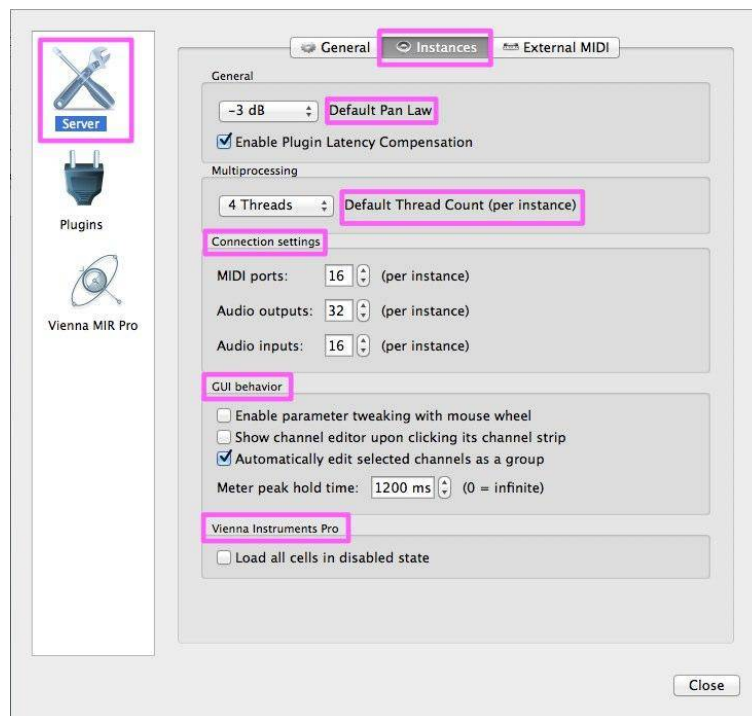 Server
Plugins
Vienna MIR Pro
General Instances External MIDI
General
-3 dB Default Pan Law
Enable Plugin Latency Compensation
Multiprocessing
4 Threads Default Thread Count (per instance)
Connection settings
MIDI ports: 16 (per instance)
Audio outputs: 32 (per instance)
Audio inputs: 16 (per instance)
GUI behavior
Enable parameter tweaking with mouse wheel
Show channel editor upon clicking its channel strip
Automatically edit selected channels as a group
Meter peak hold time: 1200 ms (0 = infinite)
Vienna Instruments Pro
Load all cells in disabled state
Close